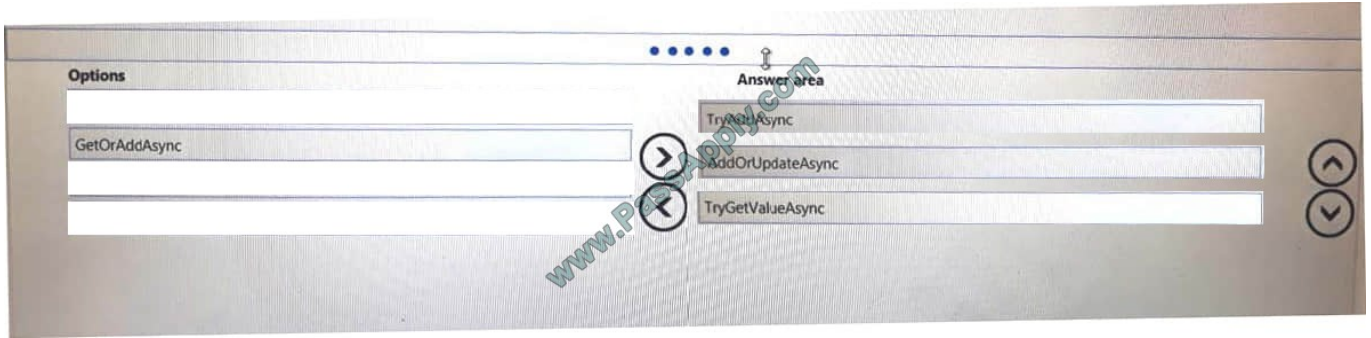 Options
Answer area
GetOrAddAsync
TryAddAsync
AddOrUpdateAsync
TryGetValueAsync
www.PassApply.com